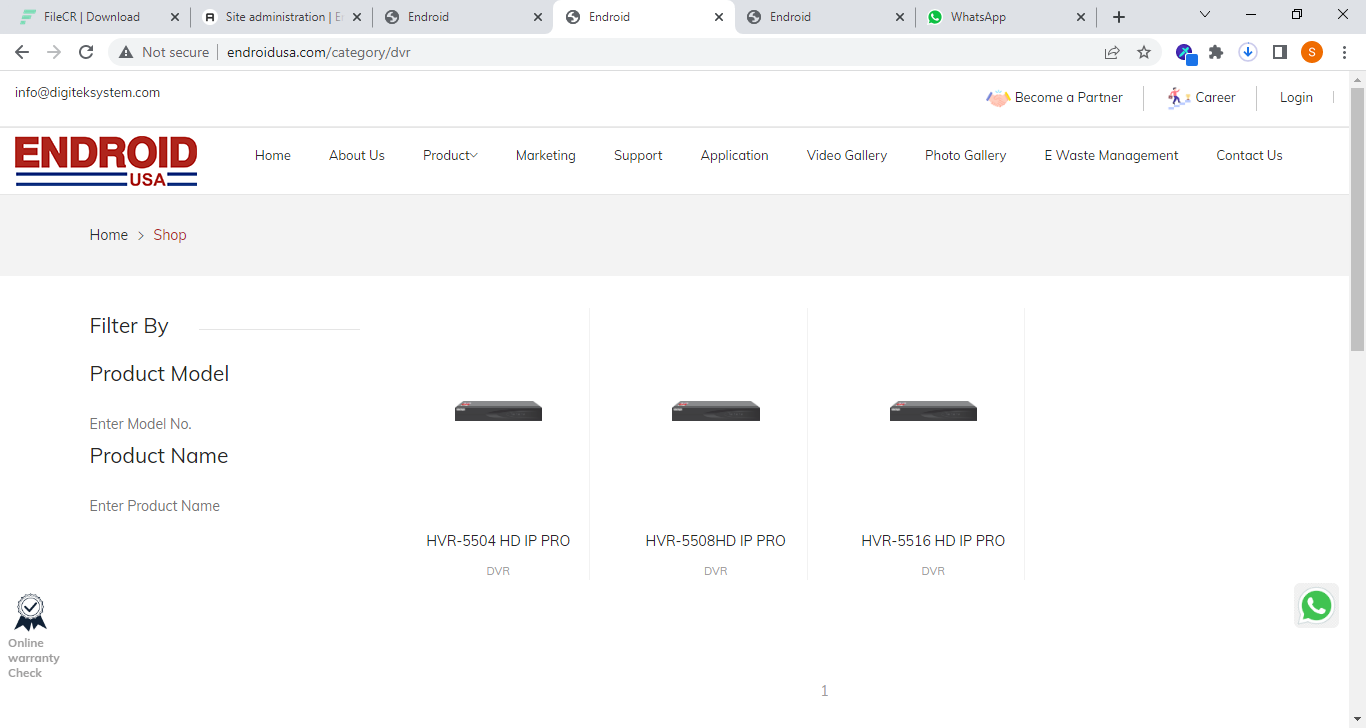 FileCR | Download
Site administration | E
Endroid
Endroid
Endroid
WhatsApp
Not secure
endroidusa.com/category/dvr
S
info@digiteksystem.com
Become a Partner
Career
Login
ENDROID
USA
Home
About Us
Product
Marketing
Support
Application
Video Gallery
Photo Gallery
E Waste Management
Contact Us
Home > Shop
Filter By
Product Model
Enter Model No.
Product Name
Enter Product Name
HVR-5504 HD IP PRO
DVR
HVR-5508HD IP PRO
DVR
HVR-5516 HD IP PRO
DVR
Online
warranty
Check
1